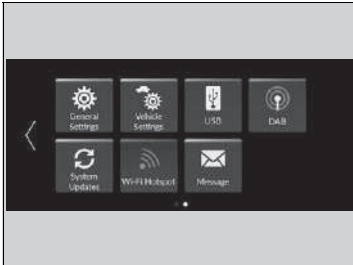 General
Settings
Vehicle
Settings
USB
DAB
System
Updates
Wi-Fi Hotspot
Message